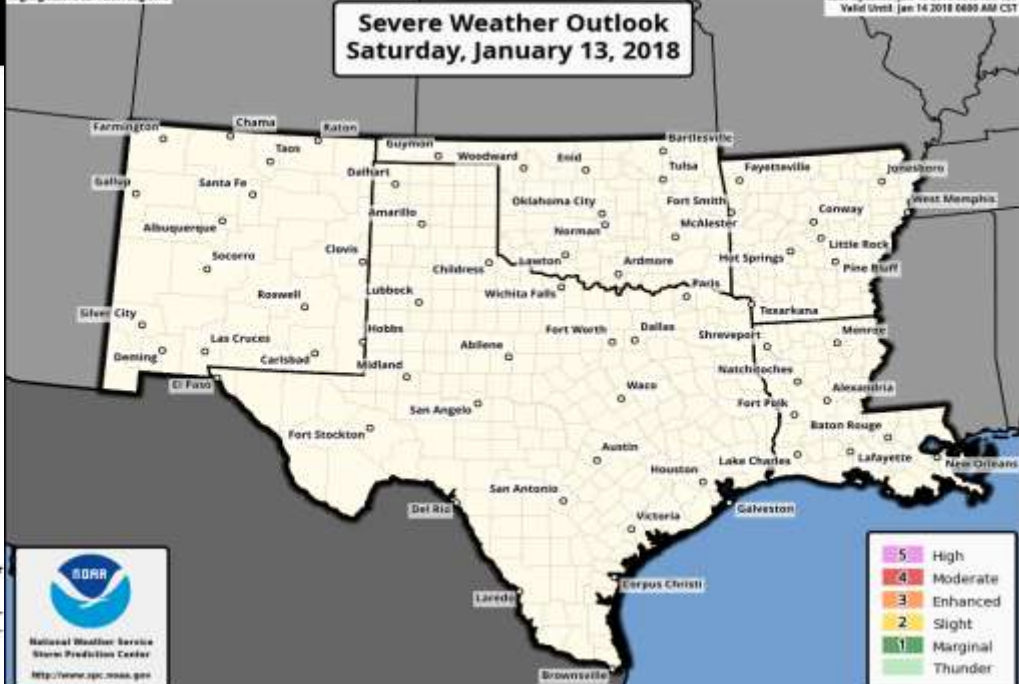 Valid Until: Jan 14 2018 0600 AM CST
Severe Weather Outlook
Saturday, January 13, 2018
Farmington
Chama
Raton
Taos
Guymon
Woodward
Enid
Bartlesville
Tulsa
Fayetteville
Jonesboro
Gallup
Santa Fe
Dalhart
Oklahoma City
Fort Smith
West Memphis
Albuquerque
Amarillo
Norman
McAlester
Conway
Socorro
Clovis
Childress
Lawton
Ardmore
Hot Springs
Little Rock
Pine Bluff
Roswell
Lubbock
Wichita Falls
Paris
Texarkana
Silver City
Las Cruces
Hobbs
Fort Worth
Dallas
Shreveport
Monroe
Deming
Carlsbad
Midland
Abilene
Natchitoches
El Paso
Waco
Alexandria
San Angelo
Fort Polk
Fort Stockton
Baton Rouge
Austin
Houston
Lake Charles
Lafayette
New Orleans
Del Rio
San Antonio
Galveston
Victoria
Corpus Christi
Laredo
Brownsville
NOAA
National Weather Service
Storm Prediction Center
http://www.spc.noaa.gov
5 High
4 Moderate
3 Enhanced
2 Slight
1 Marginal
Thunder